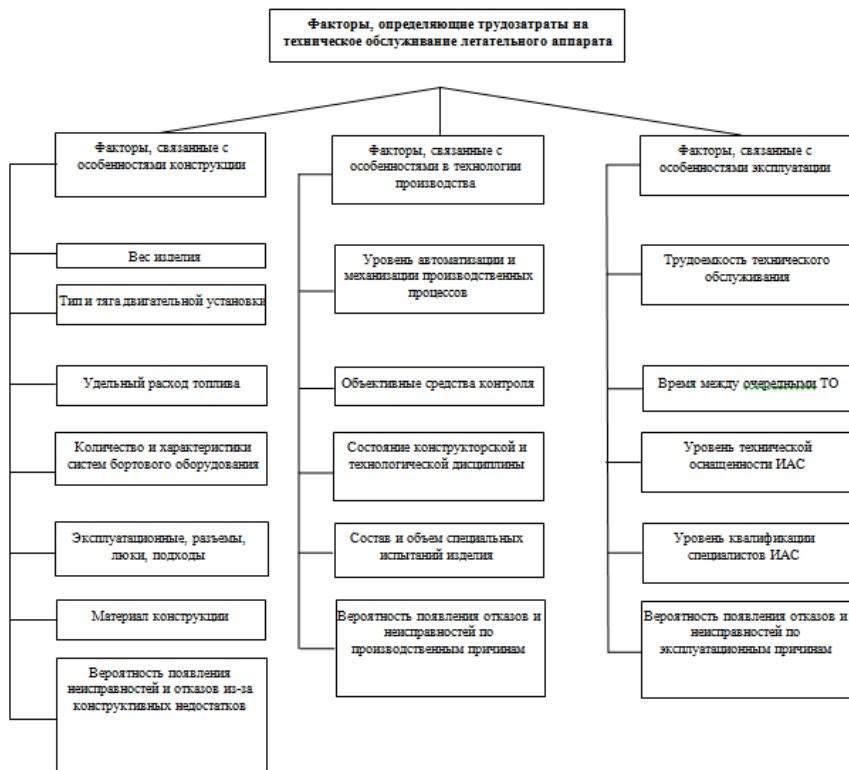 Факторы, определяющие трудозатраты на
техническое обслуживание летательного аппарата
Факторы, связанные с
особенностями конструкции
Вес изделия
Тип и тяга двигательной установки
Удельный расход топлива
Количество и характеристики
систем бортового оборудования
Эксплуатационные, разъемы,
люки, подходы
Материал конструкции
Вероятность появления
неисправностей и отказов из-за
конструктивных недостатков
Факторы, связанные с
особенностями в технологии
производства
Уровень автоматизации и
механизации производственных
процессов
Объективные средства контроля
Состояние конструкторской и
технологической дисциплины
Состав и объем специальных
испытаний изделия
Вероятность появления отказов и
неисправностей по
производственным причинам
Факторы, связанные с
особенностями эксплуатации
Трудоемкость технического
обслуживания
Время между очередными ТО
Уровень технической
оснащенности ИАС
Уровень квалификации
специалистов ИАС
Вероятность появления отказов и
неисправностей по
эксплуатационным причинам